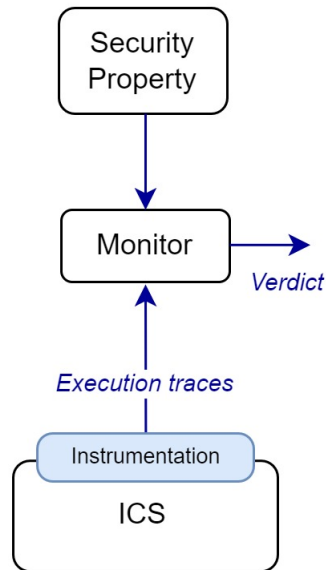 Security
Property
Monitor
Verdict
Execution traces
Instrumentation
ICS